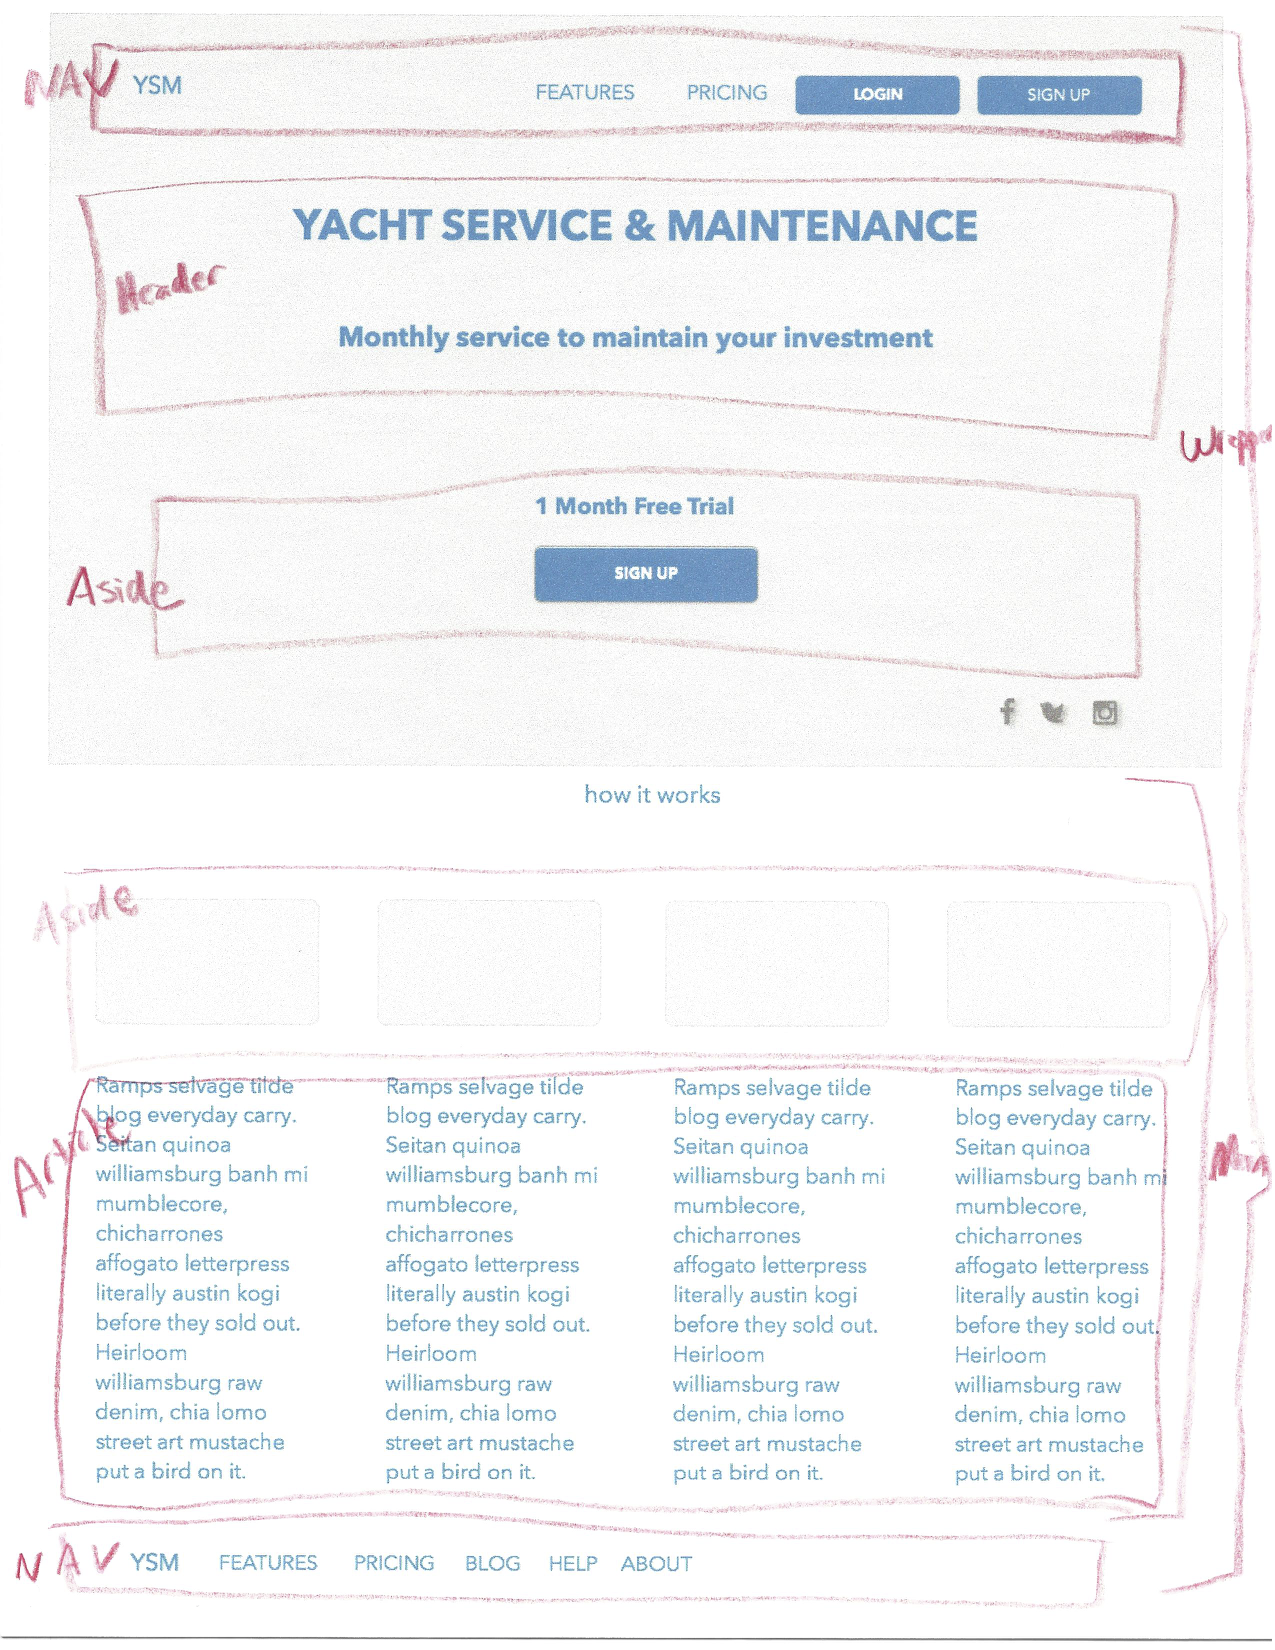 NAV YSM FEATURES PRICING LOGIN SIGN UP
YACHT SERVICE & MAINTENANCE
Header
Monthly service to maintain your investment
1 Month Free Trial
SIGN UP
Aside
how it works
Aside
Article
Ramps selvage tilde
blog everyday carry.
Seitan quinoa
williamsburg banh mi
mumblecore,
chicharrones
affogato letterpress
literally austin kogi
before they sold out.
Heirloom
williamsburg raw
denim, chia lomo
street art mustache
put a bird on it.
Ramps selvage tilde
blog everyday carry.
Seitan quinoa
williamsburg banh mi
mumblecore,
chicharrones
affogato letterpress
literally austin kogi
before they sold out.
Heirloom
williamsburg raw
denim, chia lomo
street art mustache
put a bird on it.
Ramps selvage tilde
blog everyday carry.
Seitan quinoa
williamsburg banh mi
mumblecore,
chicharrones
affogato letterpress
literally austin kogi
before they sold out.
Heirloom
williamsburg raw
denim, chia lomo
street art mustache
put a bird on it.
Ramps selvage tilde
blog everyday carry.
Seitan quinoa
williamsburg banh mi
mumblecore,
chicharrones
affogato letterpress
literally austin kogi
before they sold out.
Heirloom
williamsburg raw
denim, chia lomo
street art mustache
put a bird on it.
NAV YSM FEATURES PRICING BLOG HELP ABOUT